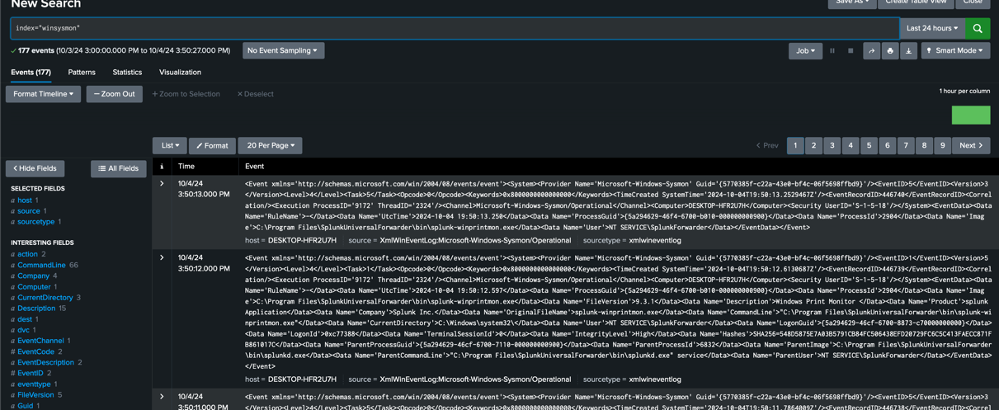 New Search
Save As
Create Table View
Close
index="winsysmon"
Last 24 hours
177 events (10/3/24 3:00:00.000 PM to 10/4/24 3:50:27.000 PM)
No Event Sampling
Job
Smart Mode
Events (177)
Patterns
Statistics
Visualization
Format Timeline
— Zoom Out
+ Zoom to Selection
× Deselect
1 hour per column
List
Format
20 Per Page
< Prev
1
2
3
4
5
6
7
8
9
Next >
< Hide Fields
All Fields
i
Time
Event
SELECTED FIELDS
a host 1
a source 1
a sourcetype 1
INTERESTING FIELDS
a action 2
a CommandLine 66
a Company 4
a Computer 1
a CurrentDirectory 3
a Description 15
a dest 1
a dvc 1
a EventChannel 1
# EventCode 2
a EventDescription 2
# EventID 2
a eventtype 1
a FileVersion 5
a Guid 1
10/4/24
3:50:13.000 PM
<Event xmlns='http://schemas.microsoft.com/win/2004/08/events/event'><System><Provider Name='Microsoft-Windows-Sysmon' Guid='{5770385f-c22a-43e0-bf4c-06f5698ffbd9}'/><EventID>5</EventID><Version>3
</Version><Level>4</Level><Task>5</Task><Opcode>0</Opcode><Keywords>0x8000000000000000</Keywords><TimeCreated SystemTime='2024-10-04T19:50:13.2529467Z'/><EventRecordID>446740</EventRecordID><Correl
ation/><Execution ProcessID='9172' ThreadID='2324'/><Channel>Microsoft-Windows-Sysmon/Operational</Channel><Computer>DESKTOP-HFR2U7H</Computer><Security UserID='S-1-5-18'/></System><EventData><Data
Name='RuleName'>-</Data><Data Name='UtcTime'>2024-10-04 19:50:13.250</Data><Data Name='ProcessGuid'>{5a294629-46f4-6700-b010-000000000900}</Data><Data Name='ProcessId'>2904</Data><Data Name='Imag
e'>C:\Program Files\SplunkUniversalForwarder\bin\splunk-winprintmon.exe</Data><Data Name='User'>NT SERVICE\SplunkForwarder</Data></EventData></Event>
host = DESKTOP-HFR2U7H
source = XmlWinEventLog:Microsoft-Windows-Sysmon/Operational
sourcetype = xmlwineventlog
10/4/24
3:50:12.000 PM
<Event xmlns='http://schemas.microsoft.com/win/2004/08/events/event'><System><Provider Name='Microsoft-Windows-Sysmon' Guid='{5770385f-c22a-43e0-bf4c-06f5698ffbd9}'/><EventID>1</EventID><Version>5
</Version><Level>4</Level><Task>1</Task><Opcode>0</Opcode><Keywords>0x8000000000000000</Keywords><TimeCreated SystemTime='2024-10-04T19:50:12.6130687Z'/><EventRecordID>446739</EventRecordID><Correl
ation/><Execution ProcessID='9172' ThreadID='2324'/><Channel>Microsoft-Windows-Sysmon/Operational</Channel><Computer>DESKTOP-HFR2U7H</Computer><Security UserID='S-1-5-18'/></System><EventData><Data
Name='RuleName'>-</Data><Data Name='UtcTime'>2024-10-04 19:50:12.597</Data><Data Name='ProcessGuid'>{5a294629-46f4-6700-b010-000000000900}</Data><Data Name='ProcessId'>2904</Data><Data Name='Imag
e'>C:\Program Files\SplunkUniversalForwarder\bin\splunk-winprintmon.exe</Data><Data Name='FileVersion'>9.3.1</Data><Data Name='Description'>Windows Print Monitor </Data><Data Name='Product'>splunk
Application</Data><Data Name='Company'>Splunk Inc.</Data><Data Name='OriginalFileName'>splunk-winprintmon.exe</Data><Data Name='CommandLine'>"C:\Program Files\SplunkUniversalForwarder\bin\splunk-wi
nprintmon.exe"</Data><Data Name='CurrentDirectory'>C:\Windows\system32\</Data><Data Name='User'>NT SERVICE\SplunkForwarder</Data><Data Name='LogonGuid'>{5a294629-46cf-6700-8873-c70000000000}</Data>
<Data Name='LogonId'>0xc77388</Data><Data Name='TerminalSessionId'>0</Data><Data Name='IntegrityLevel'>High</Data><Data Name='Hashes'>SHA256=548D5875E7A03B5791CB84FC506438EFD20729FC6C5C413FAECC871F
B861017C</Data><Data Name='ParentProcessGuid'>{5a294629-46cf-6700-7110-000000000900}</Data><Data Name='ParentProcessId'>6832</Data><Data Name='ParentImage'>C:\Program Files\SplunkUniversalForwarder
\bin\splunkd.exe</Data><Data Name='ParentCommandLine'>"C:\Program Files\SplunkUniversalForwarder\bin\splunkd.exe" service</Data><Data Name='ParentUser'>NT SERVICE\SplunkForwarder</Data></EventData>
</Event>
host = DESKTOP-HFR2U7H
source = XmlWinEventLog:Microsoft-Windows-Sysmon/Operational
sourcetype = xmlwineventlog
10/4/24
3:50:11.000 PM
<Event xmlns='http://schemas.microsoft.com/win/2004/08/events/event'><System><Provider Name='Microsoft-Windows-Sysmon' Guid='{5770385f-c22a-43e0-bf4c-06f5698ffbd9}'/><EventID>5</EventID><Version>3
</Version><Level>4</Level><Task>5</Task><Opcode>0</Opcode><Keywords>0x8000000000000000</Keywords><TimeCreated SystemTime='2024-10-04T19:50:11.7864009Z'/><EventRecordID>446738</EventRecordID><Correl